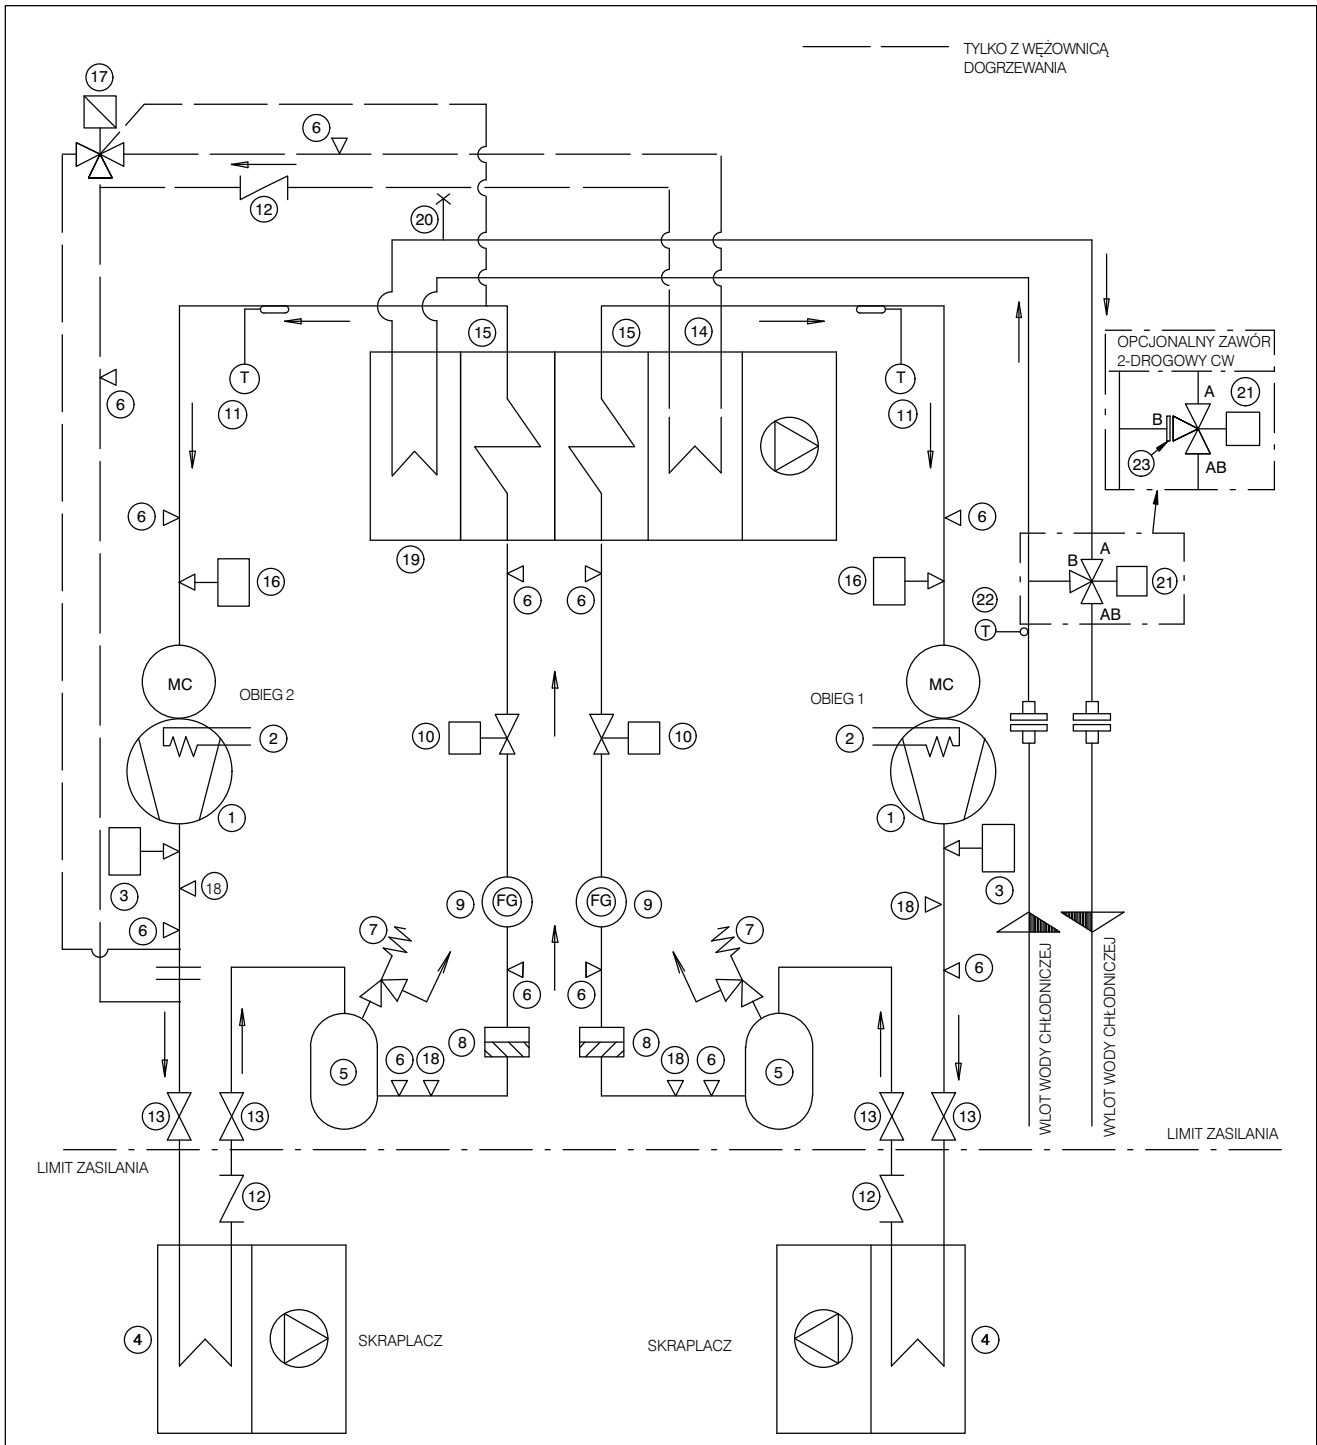 TYLKO Z WĘŻOWNICĄ
DOGRZEWANIA
17
6
12
20
15
15
14
OPCJONALNY ZAWÓR
2-DROGOWY CW
A
21
B
23
AB
T
T
6
11
11
6
6
19
16
6
6
16
22
A
B
21
AB
T
MC
OBIEG 2
OBIEG 1
MC
2
10
10
2
1
1
3
18
9
FG
FG
9
18
3
6
7
7
6
6
6
8
8
5
6
18
18
6
5
13
13
13
13
WLOT WODY CHŁODNICZEJ
WYLOT WODY CHŁODNICZEJ
LIMIT ZASILANIA
LIMIT ZASILANIA
12
12
4
SKRAPLACZ
SKRAPLACZ
4